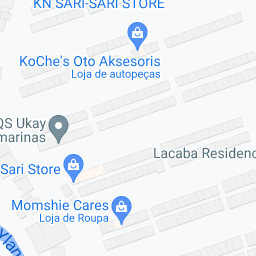 KN SARI-SARI STORE
KoChe's Oto Aksesoris
Loja de autopeças
QS Ukay
marinas
Lacaba Residenc
Sari Store
Momshie Cares
Loja de Roupa